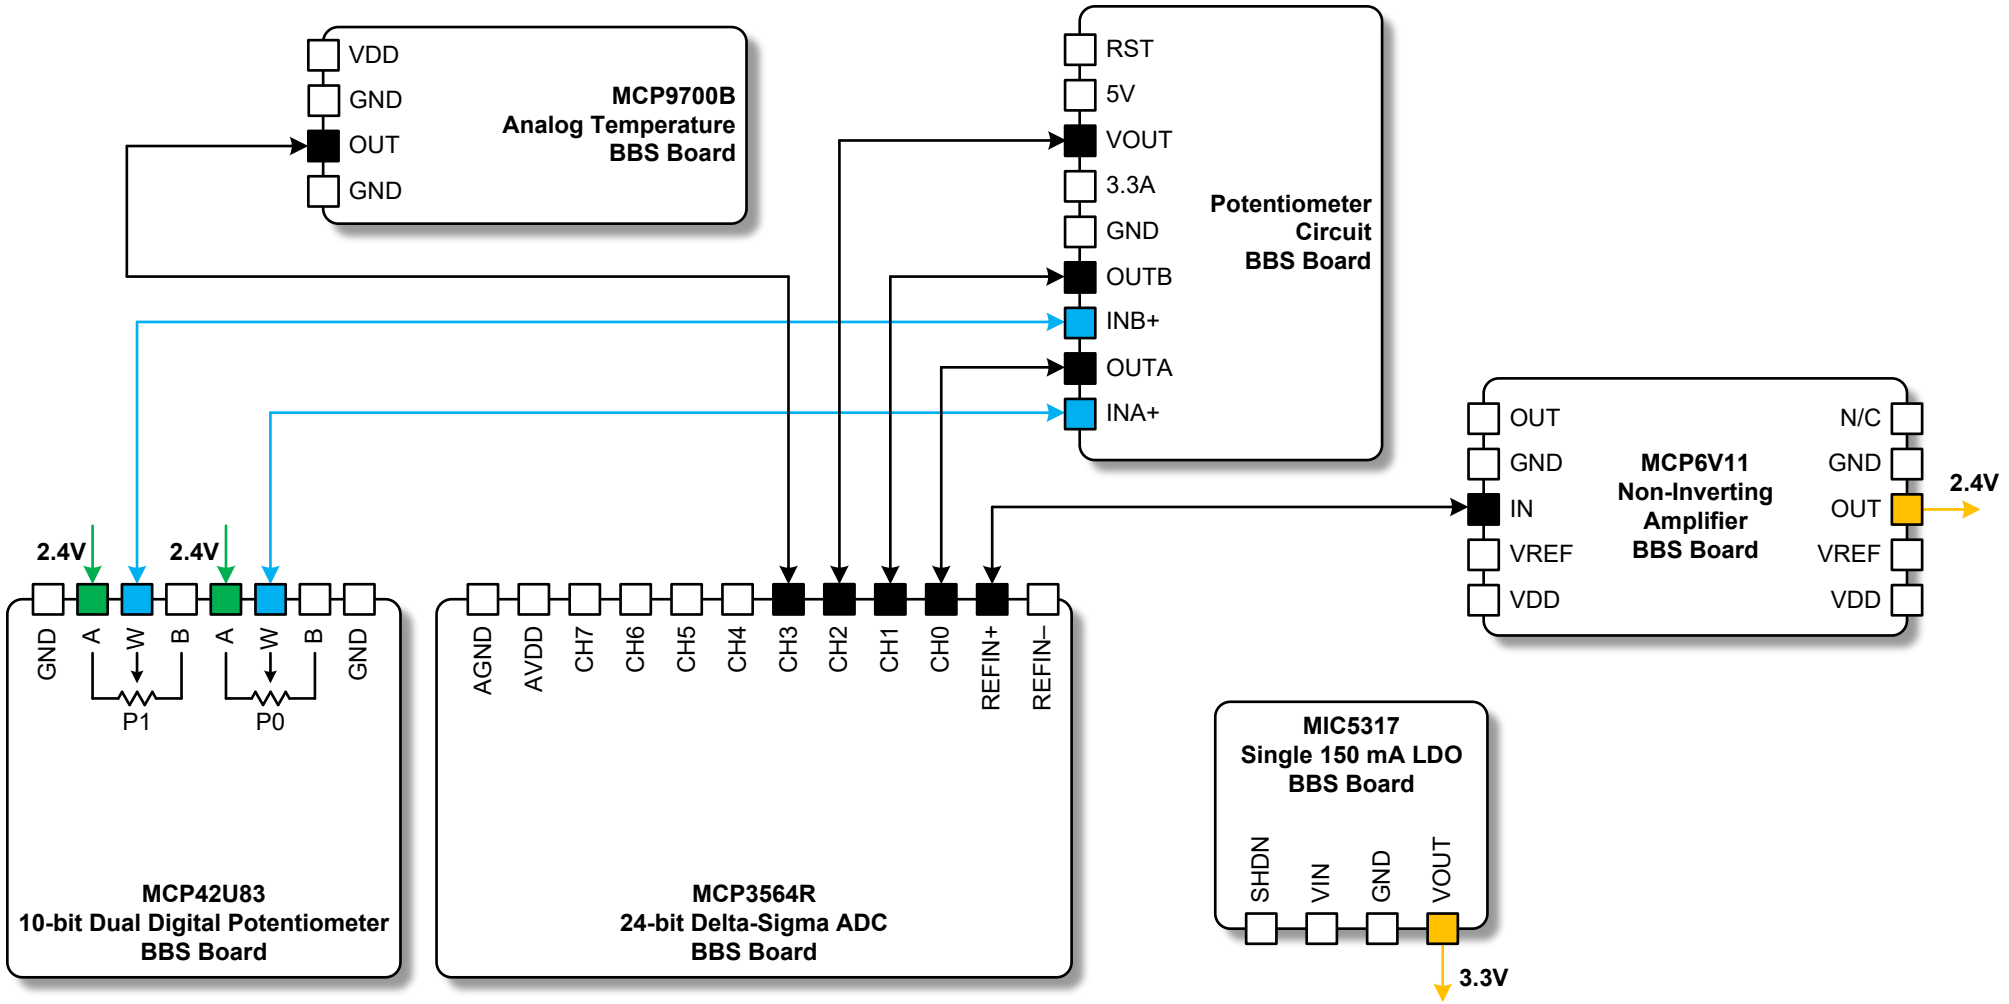 VDD
GND
OUT
GND
MCP9700B
Analog Temperature
BBS Board
RST
5V
VOUT
3.3A
GND
OUTB
INB+
OUTA
INA+
Potentiometer
Circuit
BBS Board
OUT
GND
IN
VREF
VDD
MCP6V11
Non-Inverting
Amplifier
BBS Board
N/C
GND
OUT
VREF
VDD
2.4V
2.4V
2.4V
GND
A
W
B
A
W
B
GND
P1
P0
MCP42U83
10-bit Dual Digital Potentiometer
BBS Board
AGND
AVDD
CH7
CH6
CH5
CH4
CH3
CH2
CH1
CH0
REFIN+
REFIN–
MCP3564R
24-bit Delta-Sigma ADC
BBS Board
MIC5317
Single 150 mA LDO
BBS Board
SHDN
VIN
GND
VOUT
3.3V